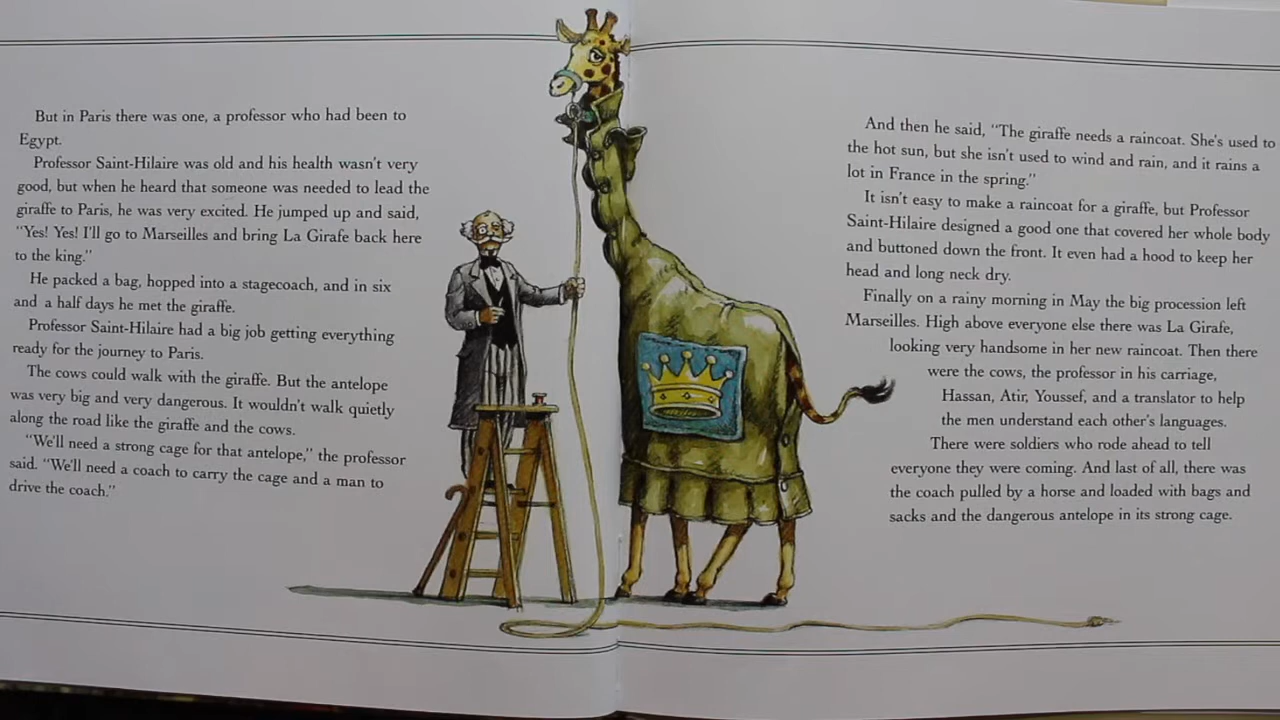 But in Paris there was one, a professor who had been to
Egypt.
Professor Saint-Hilaire was old and his health wasn't very
good, but when he heard that someone was needed to lead the
giraffe to Paris, he was very excited. He jumped up and said,
"Yes! Yes! I'll go to Marseilles and bring La Girafe back here
to the king."
He packed a bag, hopped into a stagecoach, and in six
and a half days he met the giraffe.
Professor Saint-Hilaire had a big job getting everything
ready for the journey to Paris.
The cows could walk with the giraffe. But the antelope
was very big and very dangerous. It wouldn't walk quietly
along the road like the giraffe and the cows.
"We'll need a strong cage for that antelope," the professor
said. "We'll need a coach to carry the cage and a man to
drive the coach."
And then he said, "The giraffe needs a raincoat. She's used to
the hot sun, but she isn't used to wind and rain, and it rains a
lot in France in the spring."
It isn't easy to make a raincoat for a giraffe, but Professor
Saint-Hilaire designed a good one that covered her whole body
and buttoned down the front. It even had a hood to keep her
head and long neck dry.
Finally on a rainy morning in May the big procession left
Marseilles. High above everyone else there was La Girafe,
looking very handsome in her new raincoat. Then there
were the cows, the professor in his carriage,
Hassan, Atir, Youssef, and a translator to help
the men understand each other's languages.
There were soldiers who rode ahead to tell
everyone they were coming. And last of all, there was
the coach pulled by a horse and loaded with bags and
sacks and the dangerous antelope in its strong cage.